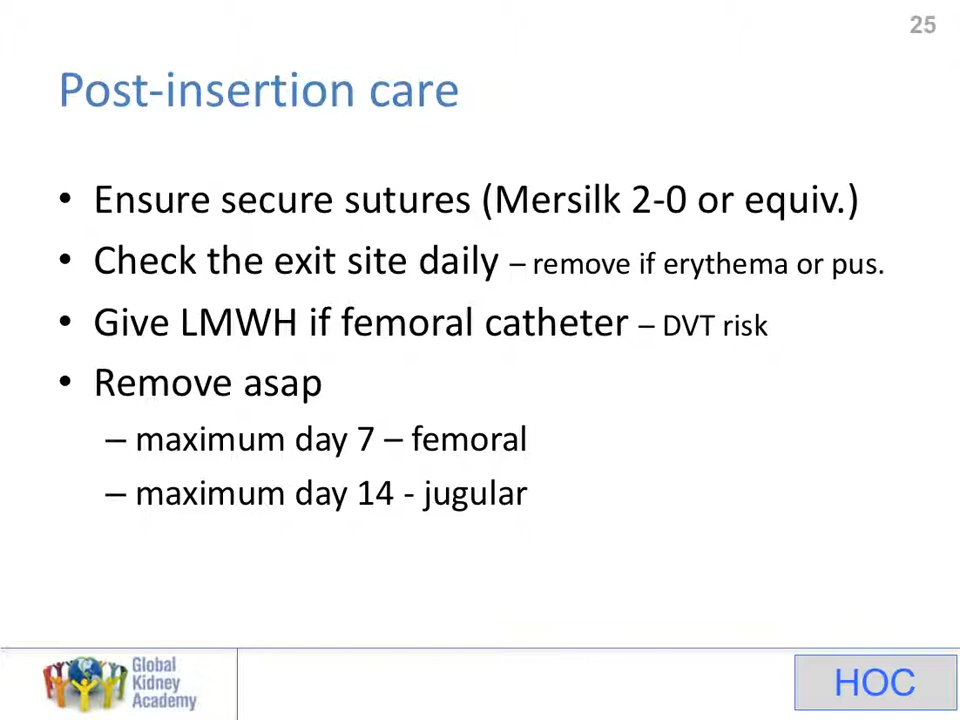 25
Post-insertion care
• Ensure secure sutures (Mersilk 2-0 or equiv.)
• Check the exit site daily – remove if erythema or pus.
• Give LMWH if femoral catheter – DVT risk
• Remove asap
– maximum day 7 – femoral
– maximum day 14 - jugular
Global
Kidney
Academy
HOC